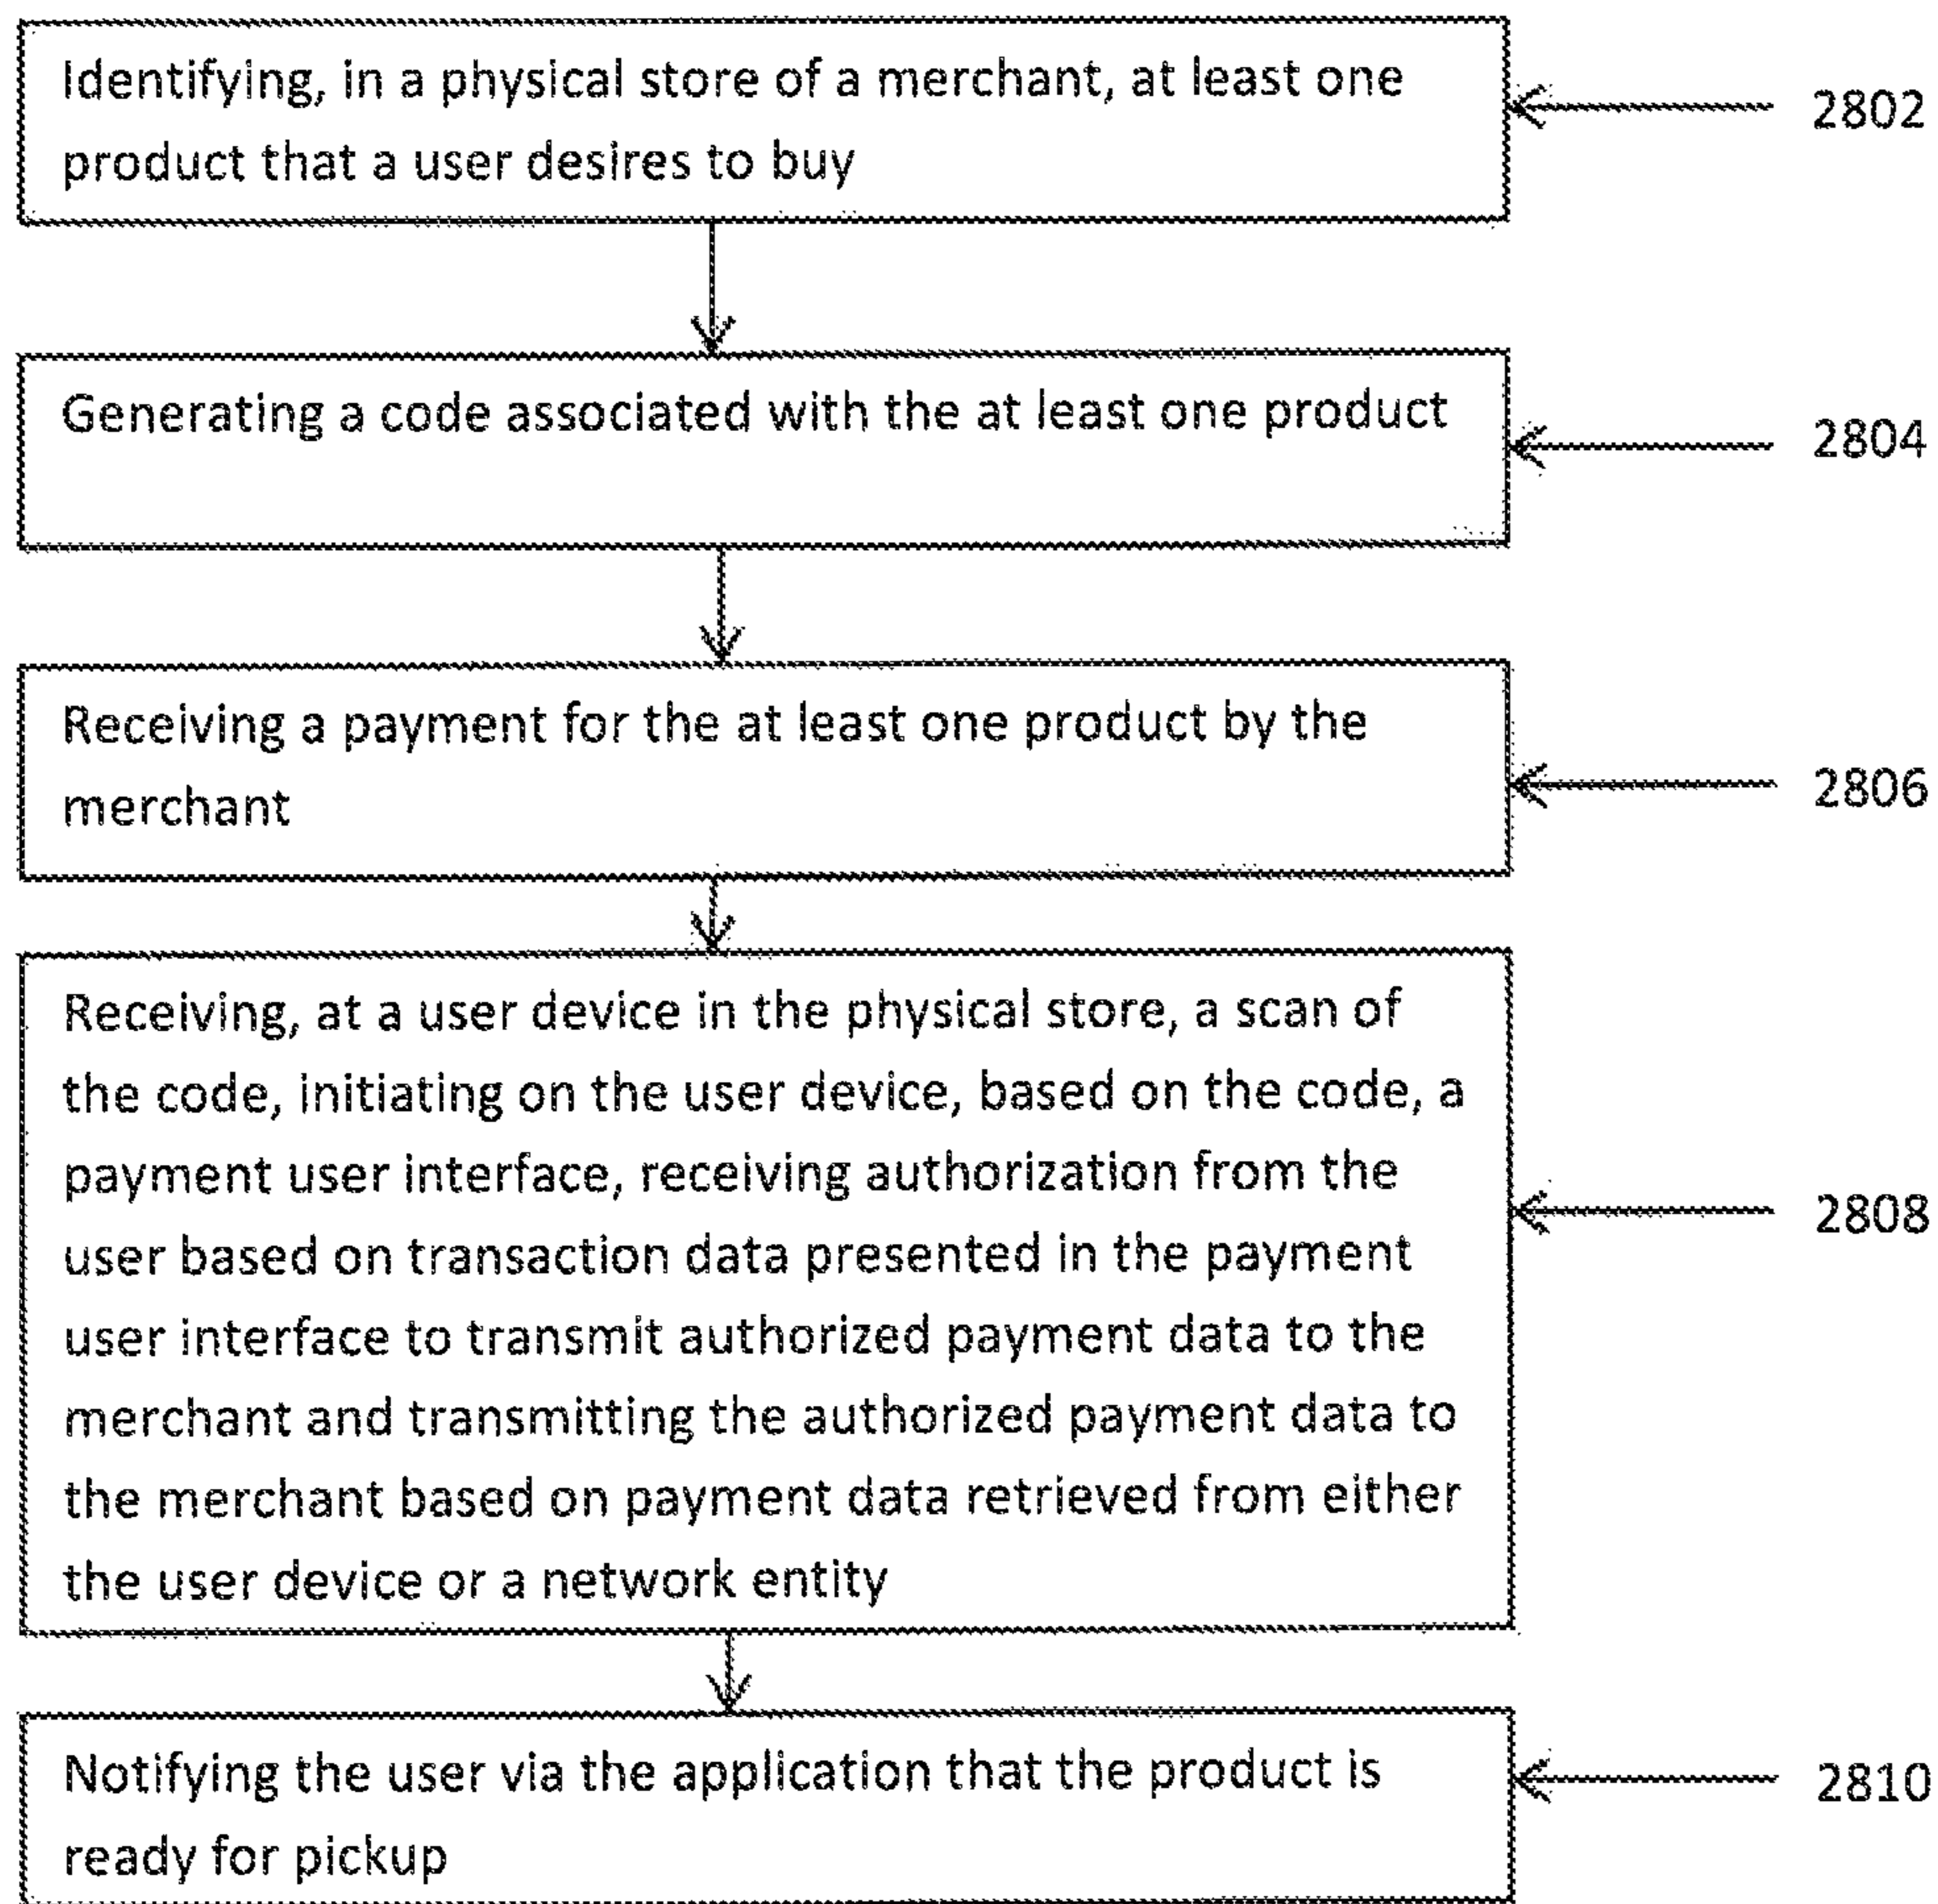 Identifying, in a physical store of a merchant, at least one
product that a user desires to buy
2802
Generating a code associated with the at least one product
2804
Receiving a payment for the at least one product by the
merchant
2806
Receiving, at a user device in the physical store, a scan of
the code, initiating on the user device, based on the code, a
payment user interface, receiving authorization from the
user based on transaction data presented in the payment
user interface to transmit authorized payment data to the
merchant and transmitting the authorized payment data to
the merchant based on payment data retrieved from either
the user device or a network entity
2808
Notifying the user via the application that the product is
ready for pickup
2810